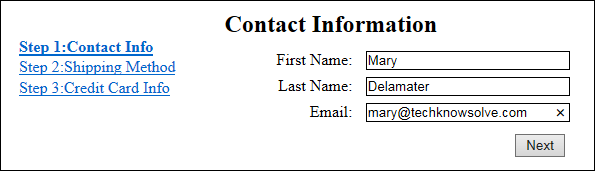 Contact Information
Step 1:Contact Info
Step 2:Shipping Method
Step 3:Credit Card Info
First Name: Mary
Last Name: Delamater
Email: mary@techknowsolve.com ×
Next